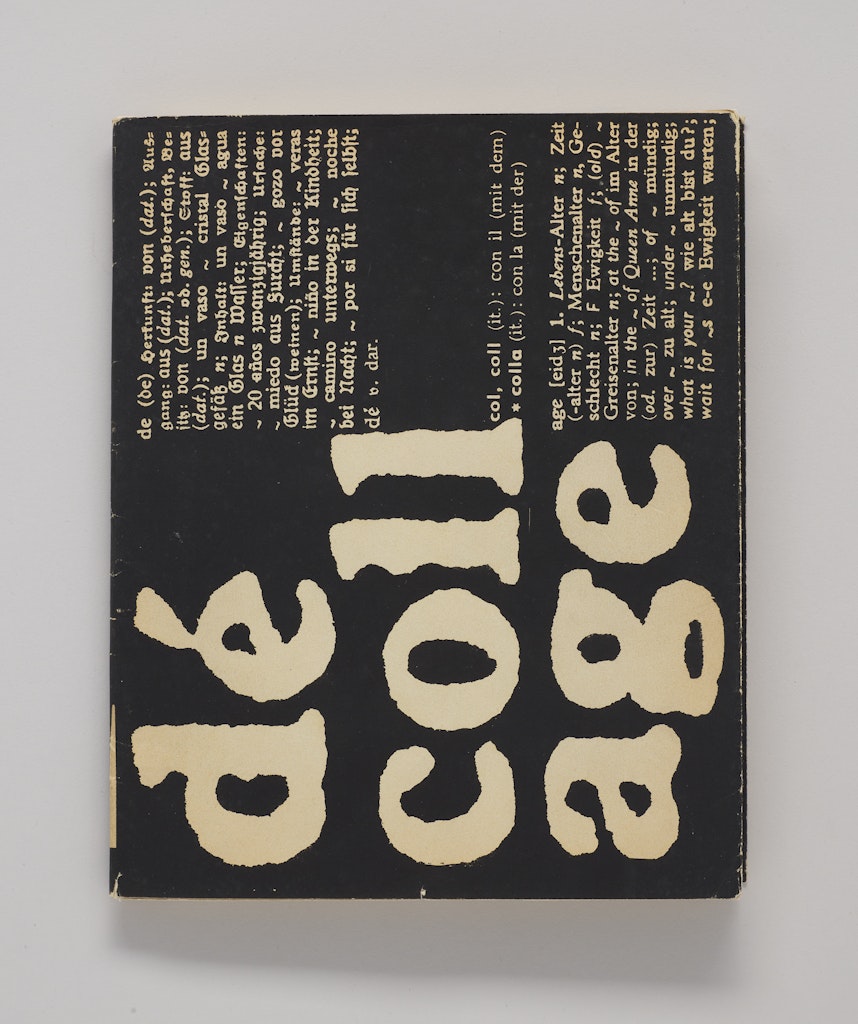 dé
de (de) Herkunft: von (dat.); Aus=
gang: aus (dat.); Urheberschaft, Be=
sitz: von (dat. od. gen.); Stoff: aus
(dat.); un vaso ~ cristal Glas=
gefäß n; Inhalt: un vaso ~ agua
ein Glas n Wasser; Eigenschaften:
~ 20 años zwanzigjährig; Ursache:
~ miedo aus Furcht; ~ gozo vor
Glück (weinen); Umstände: ~ veras
im Ernst; ~ niño in der Kindheit;
~ camino unterwegs; ~ noche
bei Nacht; ~ por si für sich selbst;
dé v. dar.
coll
col, coll (it.): con il (mit dem)
* colla (it.): con la (mit der)
age
age [eidʒ] 1. Lebens-Alter n; Zeit
(-alter n) f; Menschenalter n, Ge-
schlecht n; F Ewigkeit f; (old) ~
Greisenalter n; at the ~ of im Alter
von; in the ~ of Queen Anne in der
(od. zur) Zeit ...; of ~ mündig;
over ~ zu alt; under ~ unmündig;
what is your ~? wie alt bist du?;
wait for ~s e-e Ewigkeit warten;